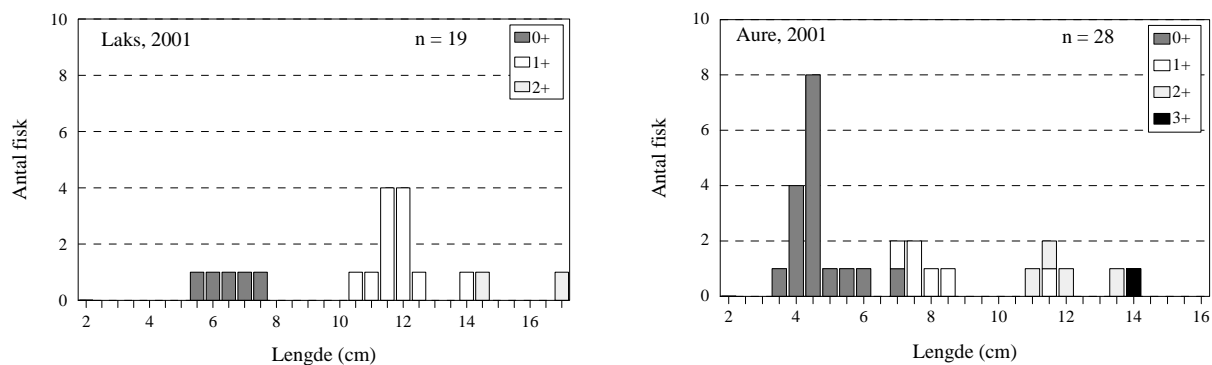 Laks, 2001
n = 19
0+
1+
2+
10
8
6
4
2
0
Antal fisk
2 4 6 8 10 12 14 16
Lengde (cm)
Aure, 2001
n = 28
0+
1+
2+
3+
10
8
6
4
2
0
Antal fisk
2 4 6 8 10 12 14 16
Lengde (cm)